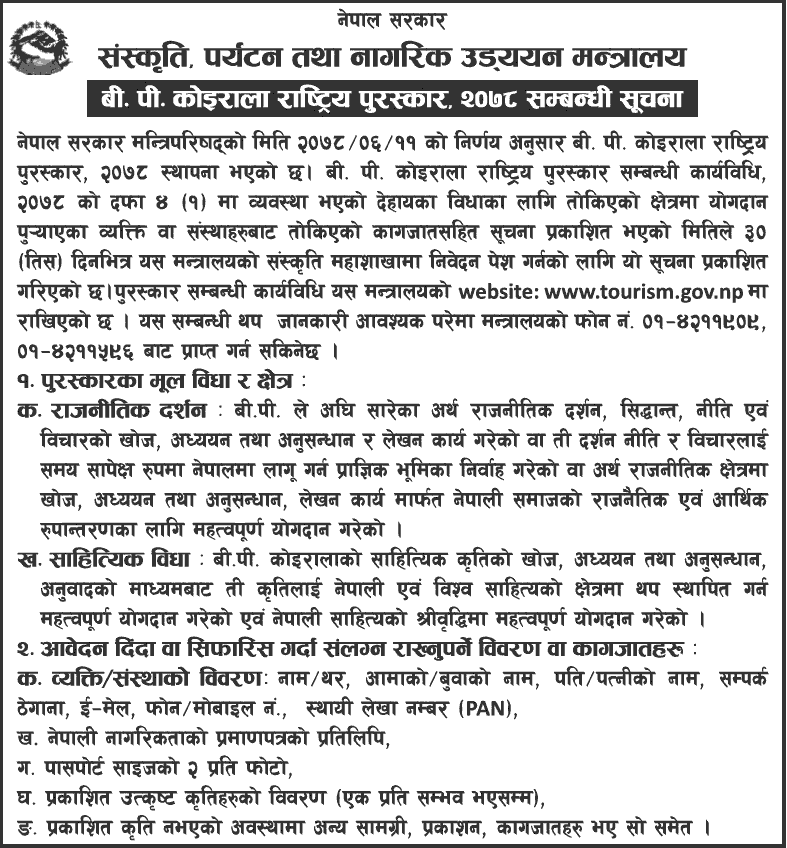 नेपाल सरकार
संस्कृति, पर्यटन तथा नागरिक उड्ययन मन्त्रालय
बी. पी. कोइराला राष्ट्रिय पुरस्कार, २०७८ सम्बन्धी सूचना
नेपाल सरकार मन्त्रिपरिषद्को मिति २०७८/०६/११ को निर्णय अनुसार बी. पी. कोइराला राष्ट्रिय
पुरस्कार, २०७८ स्थापना भएको छ। बी. पी. कोइराला राष्ट्रिय पुरस्कार सम्बन्धी कार्यविधि,
२०७८ को दफा ४ (१) मा व्यवस्था भएको देहायका विधाका लागि तोकिएको क्षेत्रमा योगदान
पुऱ्याएका व्यक्ति वा संस्थाहरुबाट तोकिएको कागजातसहित सूचना प्रकाशित भएको मितिले ३०
(तिस) दिनभित्र यस मन्त्रालयको संस्कृति महाशाखामा निवेदन पेश गर्नको लागि यो सूचना प्रकाशित
गरिएको छ।पुरस्कार सम्बन्धी कार्यविधि यस मन्त्रालयको website: www.tourism.gov.np मा
राखिएको छ । यस सम्बन्धी थप जानकारी आवश्यक परेमा मन्त्रालयको फोन नं. ०१-४२११९०९,
०१-४२११५९६ बाट प्राप्त गर्न सकिनेछ ।
१. पुरस्कारका मूल विधा र क्षेत्र :
क. राजनीतिक दर्शन : बी.पी. ले अघि सारेका अर्थ राजनीतिक दर्शन, सिद्धान्त, नीति एवं
विचारको खोज, अध्ययन तथा अनुसन्धान र लेखन कार्य गरेको वा ती दर्शन नीति र विचारलाई
समय सापेक्ष रुपमा नेपालमा लागू गर्न प्राज्ञिक भूमिका निर्वाह गरेको वा अर्थ राजनीतिक क्षेत्रमा
खोज, अध्ययन तथा अनुसन्धान, लेखन कार्य मार्फत नेपाली समाजको राजनैतिक एवं आर्थिक
रुपान्तरणका लागि महत्वपूर्ण योगदान गरेको ।
ख. साहित्यिक विधा : बी.पी. कोइरालाको साहित्यिक कृतिको खोज, अध्ययन तथा अनुसन्धान,
अनुवादको माध्यमबाट ती कृतिलाई नेपाली एवं विश्व साहित्यको क्षेत्रमा थप स्थापित गर्न
महत्वपूर्ण योगदान गरेको एवं नेपाली साहित्यको श्रीवृद्धिमा महत्वपूर्ण योगदान गरेको ।
२. आवेदन दिंदा वा सिफारिस गर्दा संलग्न राख्नुपर्ने विवरण वा कागजातहरु :
क. व्यक्ति/संस्थाको विवरण: नाम/थर, आमाको/बुवाको नाम, पति/पत्नीको नाम, सम्पर्क
ठेगाना, ई-मेल, फोन/मोबाइल नं., स्थायी लेखा नम्बर (PAN),
ख. नेपाली नागरिकताको प्रमाणपत्रको प्रतिलिपि,
ग. पासपोर्ट साइजको २ प्रति फोटो,
घ. प्रकाशित उत्कृष्ट कृतिहरुको विवरण (एक प्रति सम्भव भएसम्म),
ङ. प्रकाशित कृति नभएको अवस्थामा अन्य सामग्री, प्रकाशन, कागजातहरु भए सो समेत ।